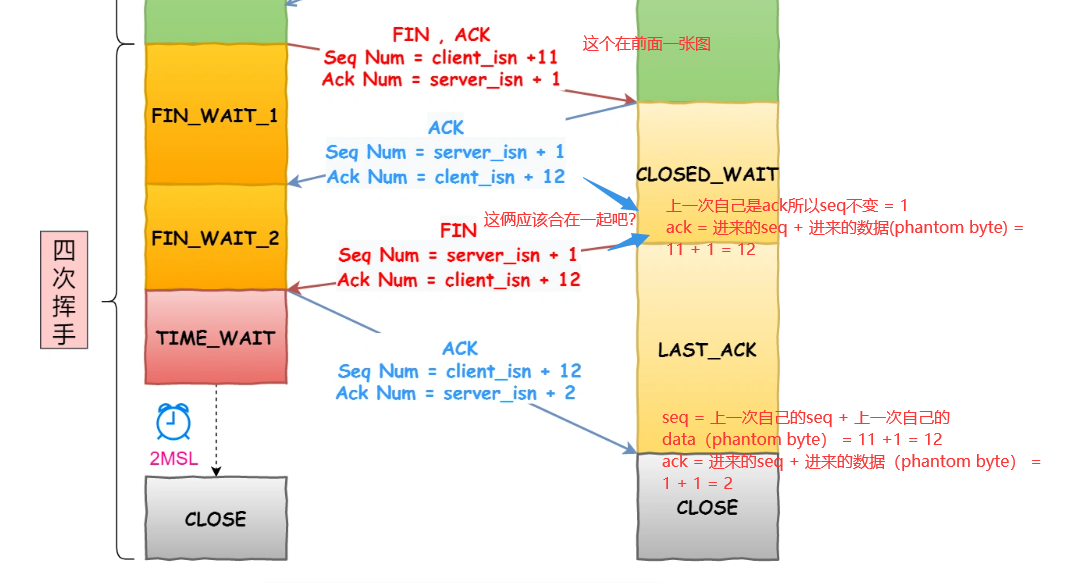 FIN , ACK
Seq Num = client_isn +11
Ack Num = server_isn + 1
这个在前面一张图
FIN_WAIT_1
ACK
Seq Num = server_isn + 1
Ack Num = clent_isn + 12
CLOSED_WAIT
上一次自己是ack所以seq不变 = 1
ack = 进来的seq + 进来的数据(phantom byte) =
11 + 1 = 12
这俩应该合在一起吧?
FIN_WAIT_2
FIN
Seq Num = server_isn + 1
Ack Num = client_isn + 12
四
次
挥
手
TIME_WAIT
ACK
Seq Num = client_isn + 12
Ack Num = server_isn + 2
LAST_ACK
2MSL
seq = 上一次自己的seq + 上一次自己的
data（phantom byte） = 11 +1 = 12
ack = 进来的seq + 进来的数据（phantom byte） =
1 + 1 = 2
CLOSE
CLOSE